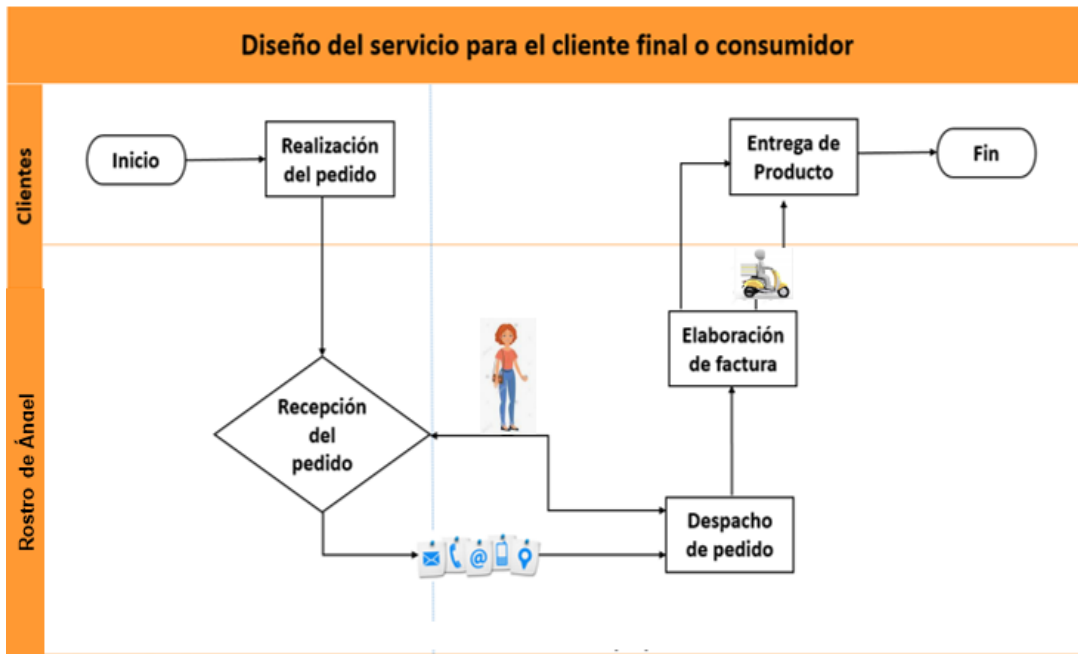 Diseño del servicio para el cliente final o consumidor
Clientes
Inicio
Realización
del pedido
Entrega de
Producto
Fin
Rostro de Ángel
Elaboración
de factura
Recepción
del
pedido
Despacho
de pedido
@